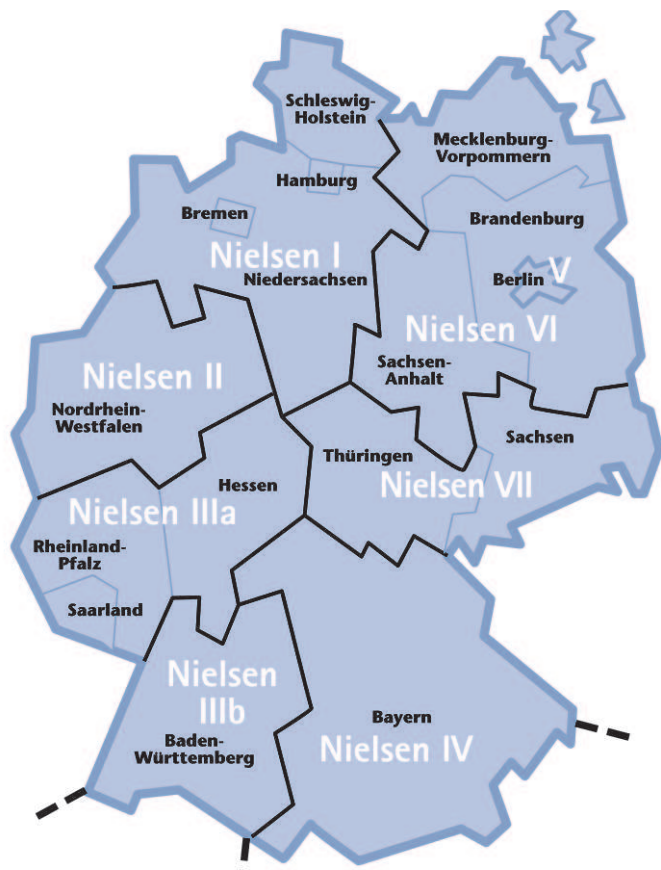 Schleswig-
Holstein
Mecklenburg-
Vorpommern
Hamburg
Bremen
Brandenburg
Nielsen I
Niedersachsen
Berlin V
Nielsen VI
Sachsen-
Anhalt
Nielsen II
Nordrhein-
Westfalen
Sachsen
Thüringen
Hessen
Nielsen VII
Nielsen IIIa
Rheinland-
Pfalz
Saarland
Nielsen
IIIb
Baden-
Württemberg
Bayern
Nielsen IV